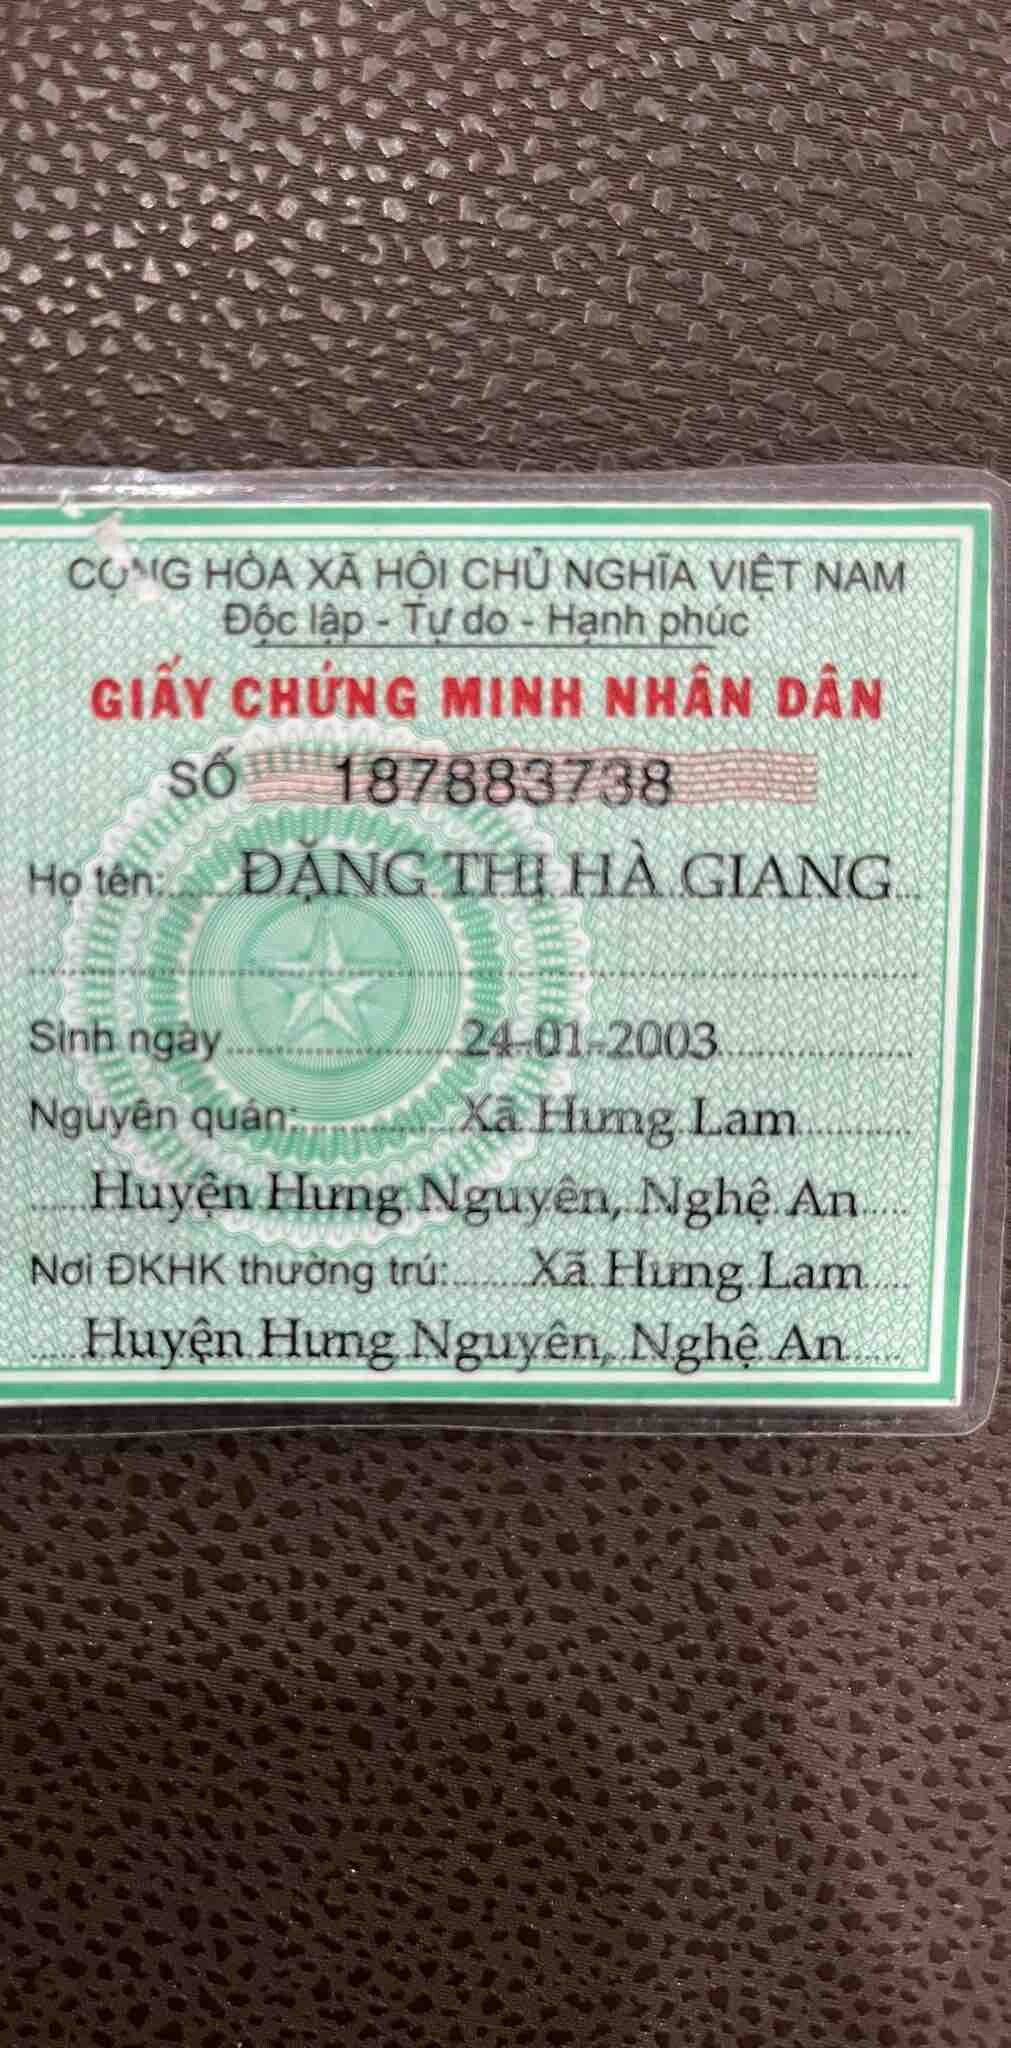 CỘNG HÒA XÃ HỘI CHỦ NGHĨA VIỆT NAM
Độc lập - Tự do - Hạnh phúc
GIẤY CHỨNG MINH NHÂN DÂN
SỐ 187883738
Họ tên: ĐẶNG THỊ HÀ GIANG
Sinh ngày 24-01-2003
Nguyên quán: Xã Hưng Lam
Huyện Hưng Nguyên, Nghệ An
Nơi ĐKHK thường trú: Xã Hưng Lam
Huyện Hưng Nguyên, Nghệ An